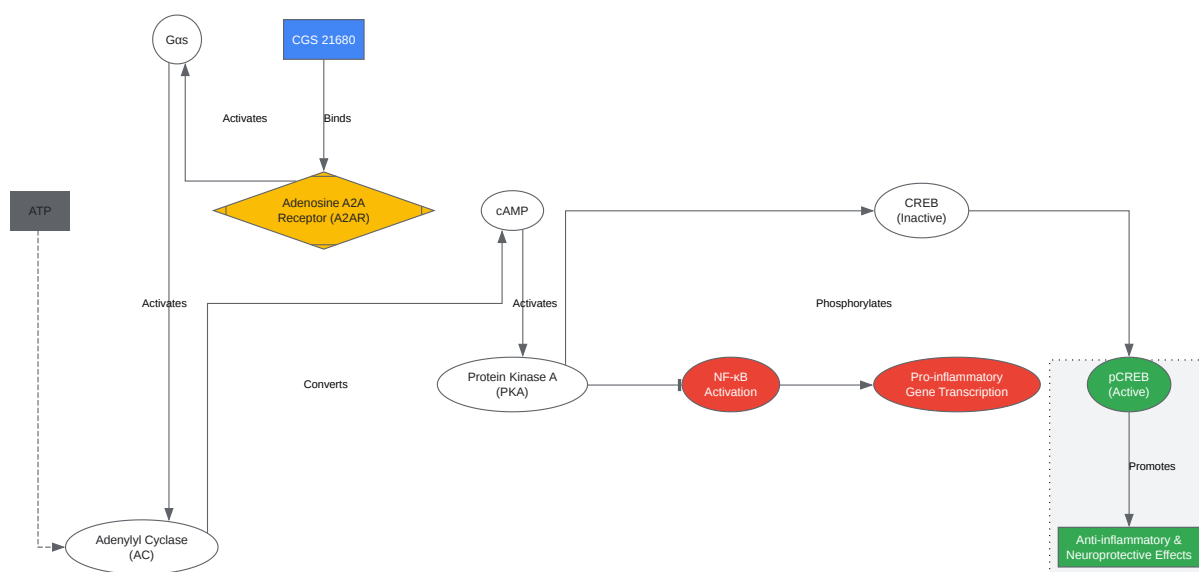 Gαs
CGS 21680
Activates
Binds
ATP
Adenosine A2A
Receptor (A2AR)
cAMP
CREB
(Inactive)
Activates
Activates
Phosphorylates
Converts
Protein Kinase A
(PKA)
NF-κB
Activation
Pro-inflammatory
Gene Transcription
pCREB
(Active)
Promotes
Adenylyl Cyclase
(AC)
Anti-inflammatory &
Neuroprotective Effects